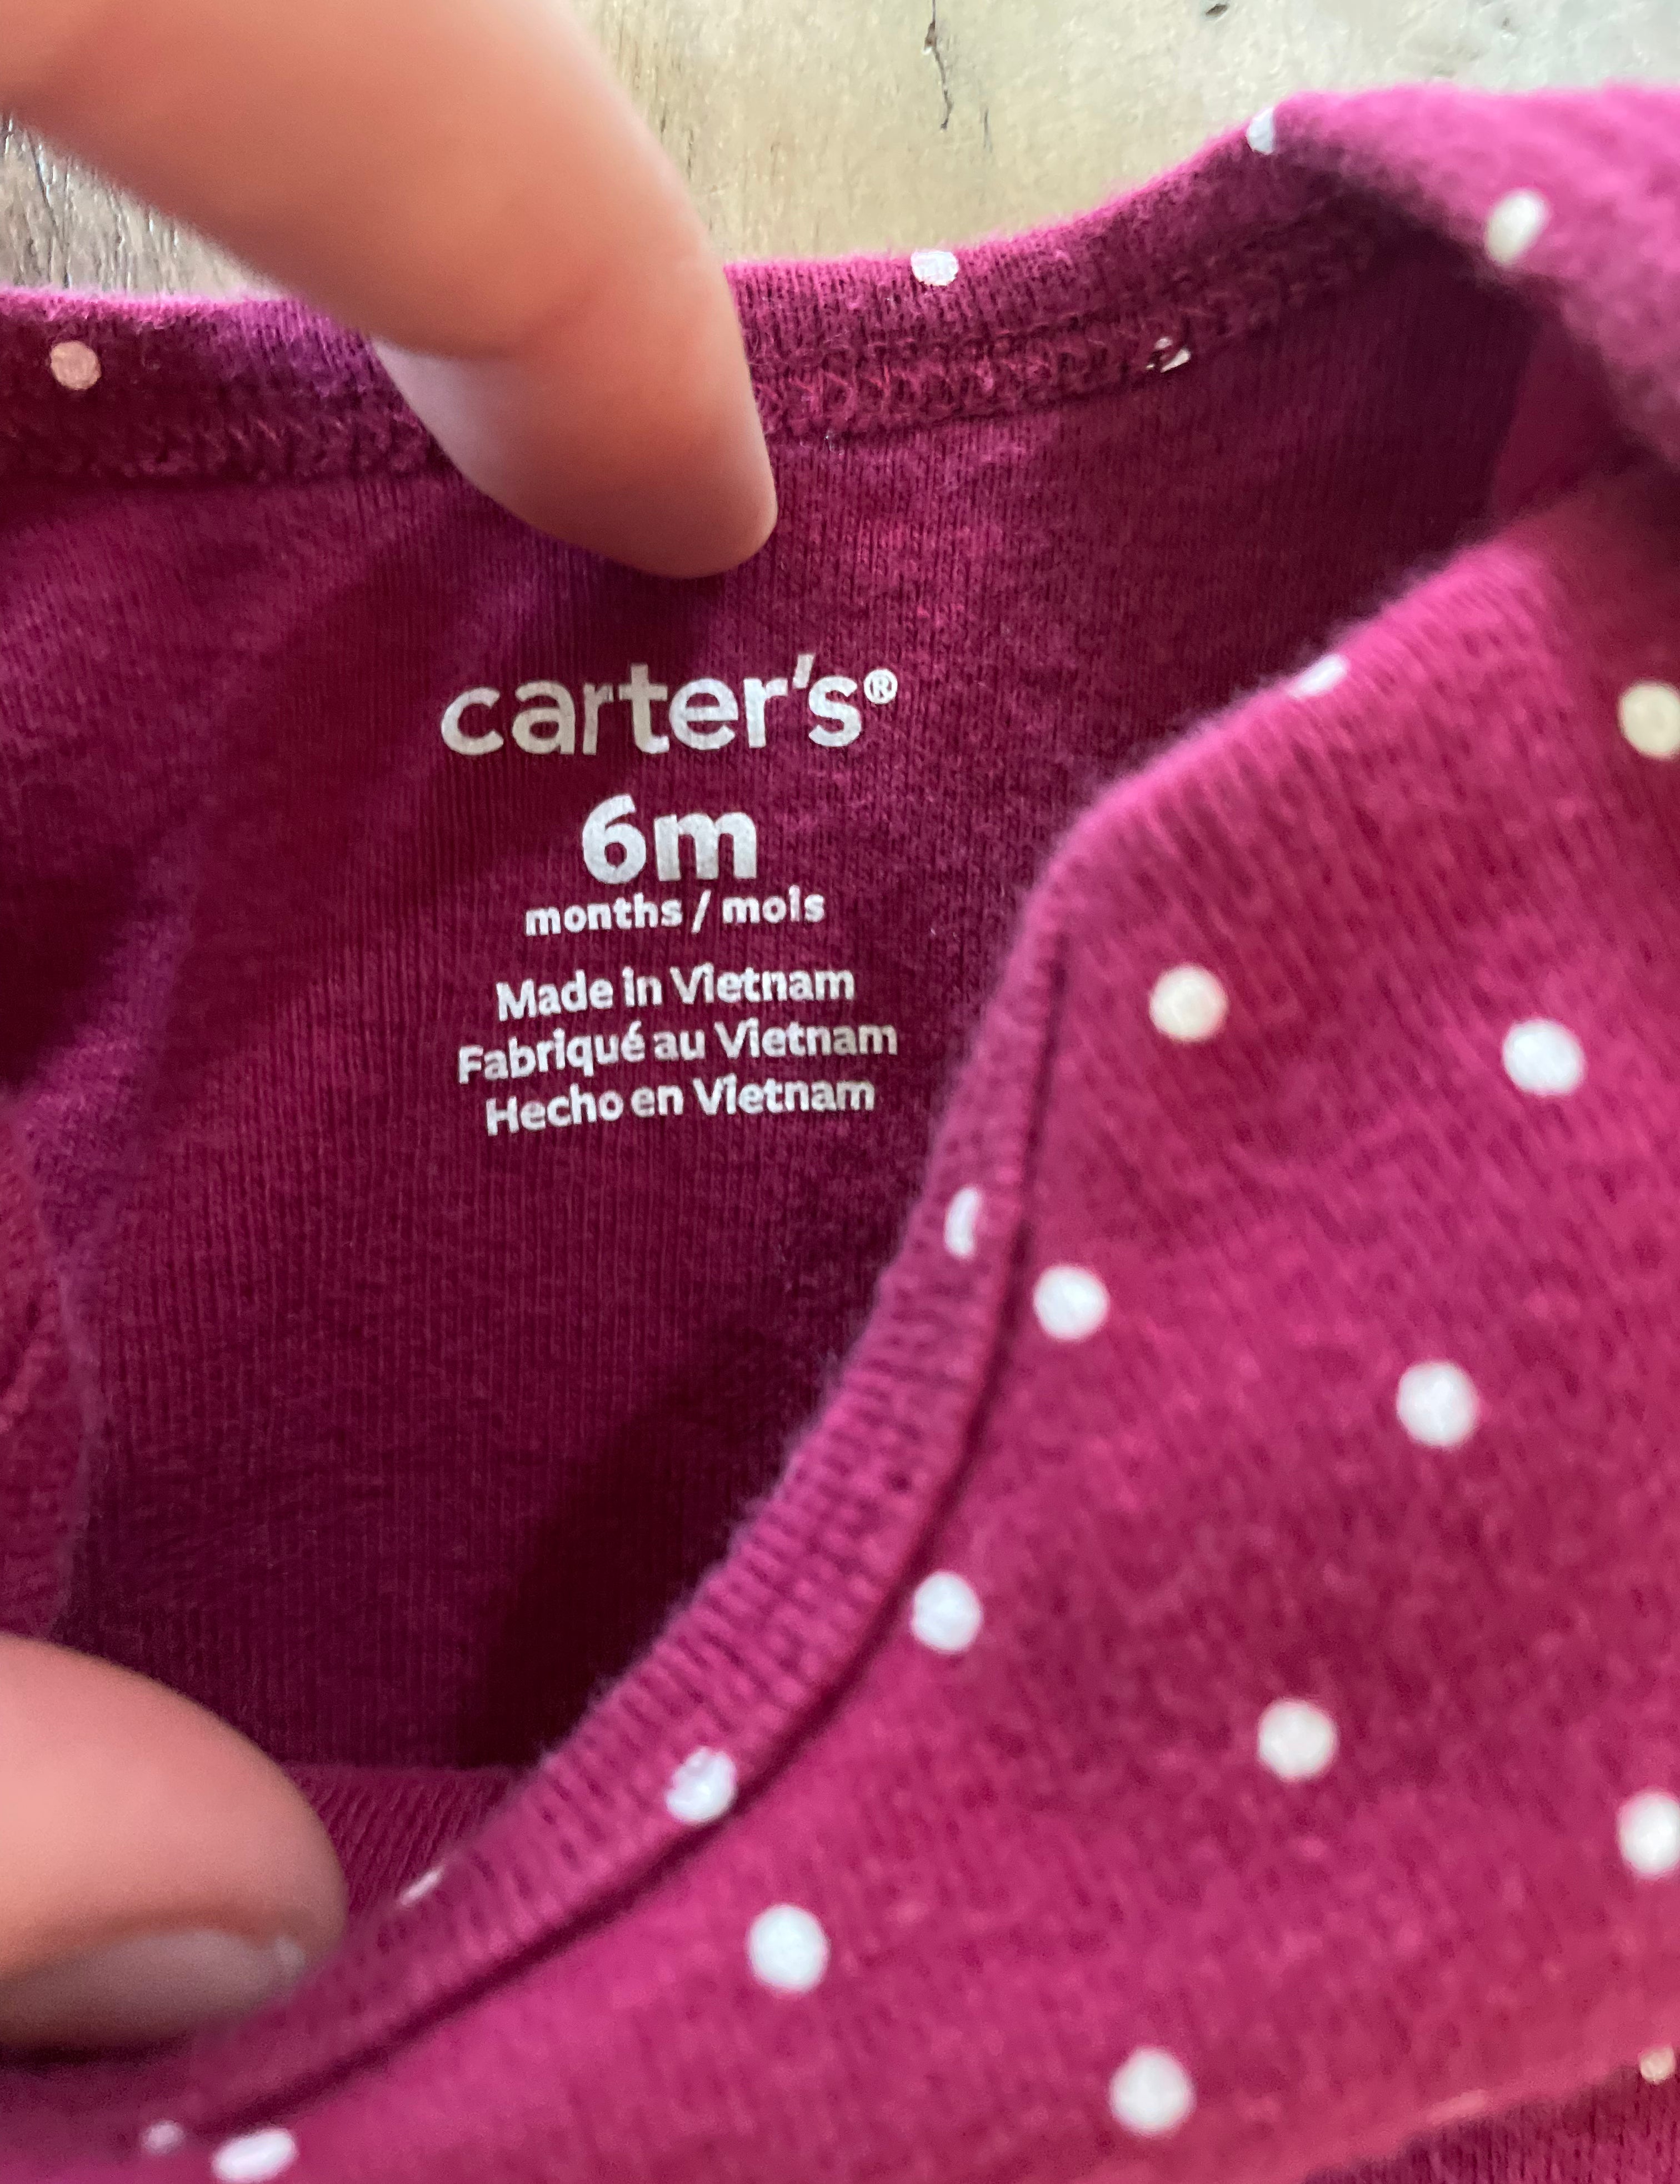 carter's®
6m
months / mois
Made in Vietnam
Fabriqué au Vietnam
Hecho en Vietnam